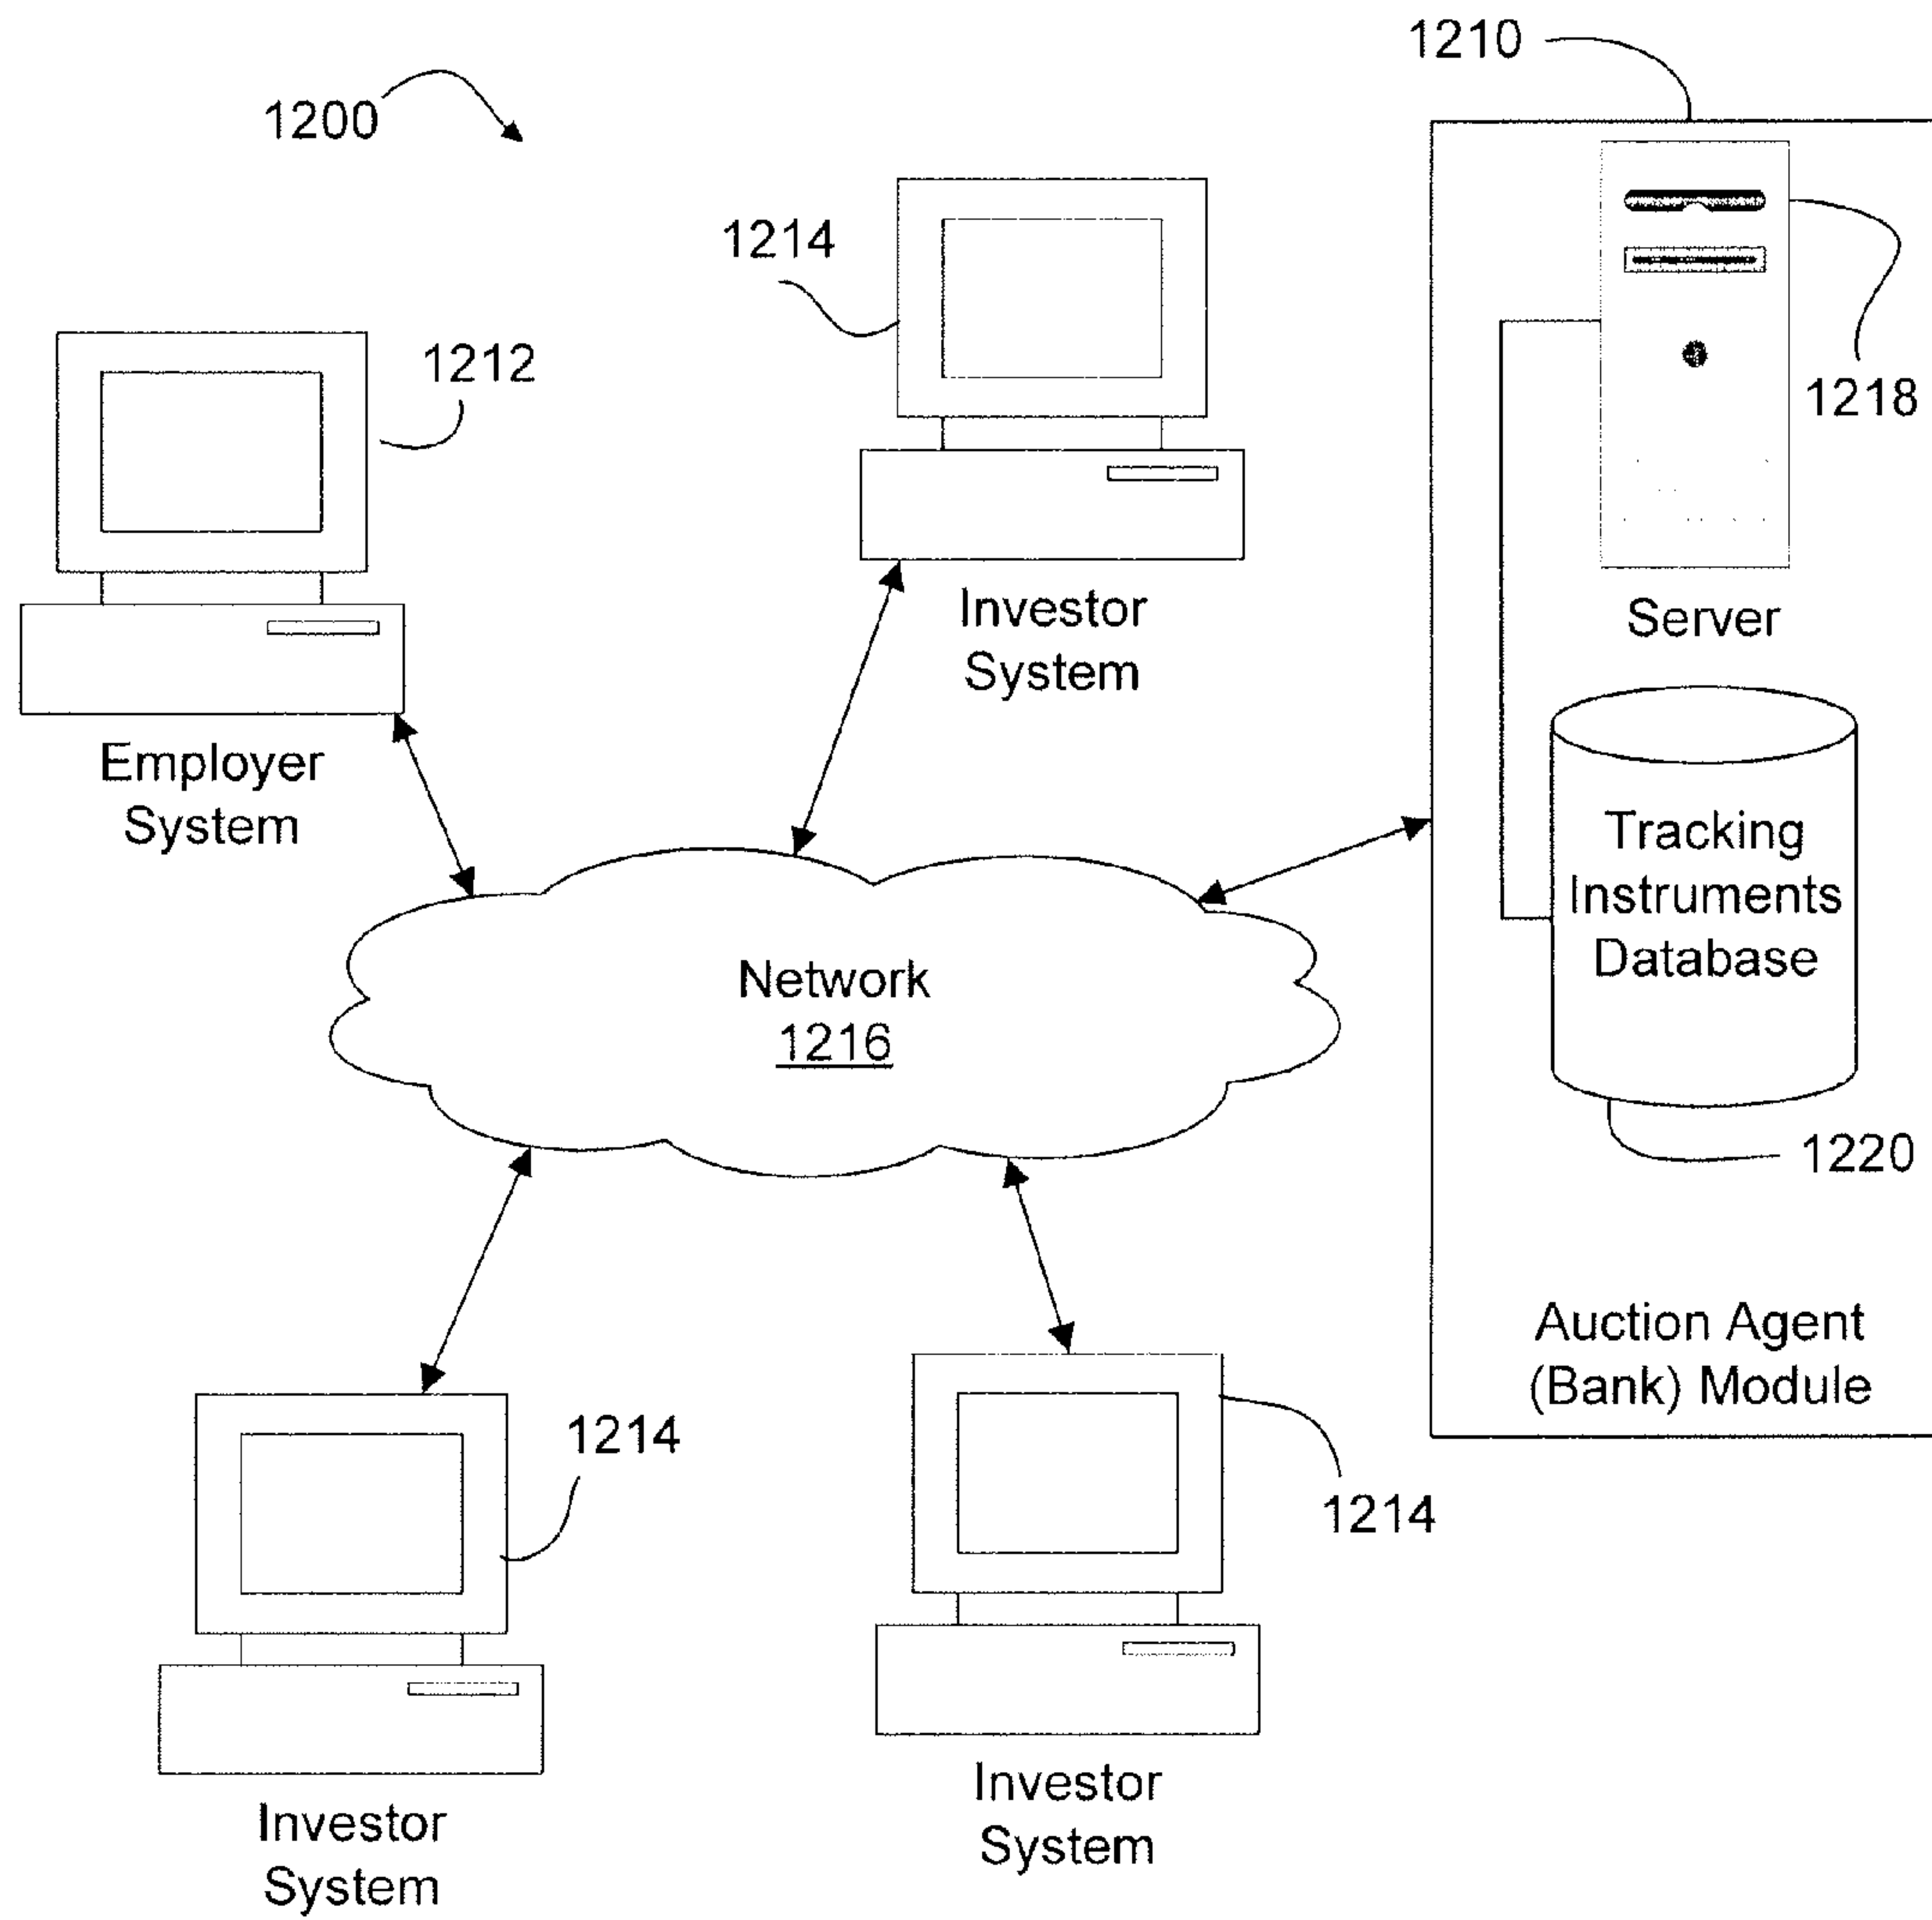 1210
1200
1214
1212
1218
Investor
System
Server
Employer
System
Tracking
Instruments
Database
Network
1216
1220
Auction Agent
(Bank) Module
1214
1214
Investor
System
Investor
System